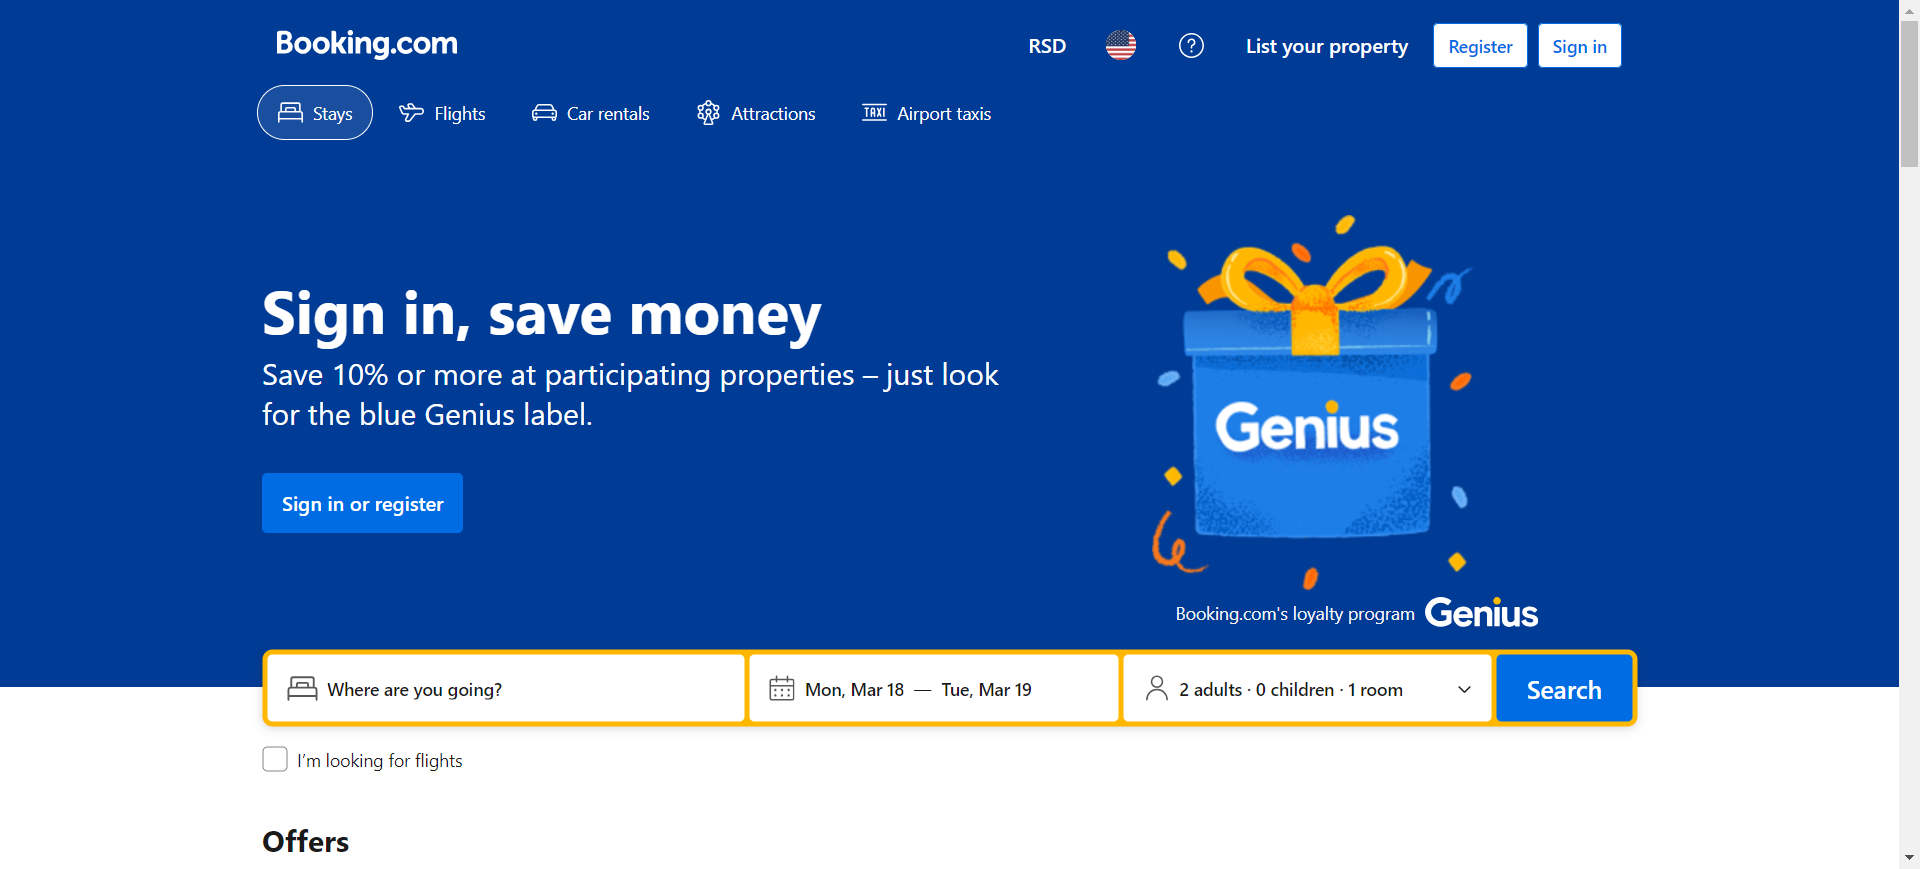 Booking.com
RSD
List your property
Register
Sign in
Stays
Flights
Car rentals
Attractions
TAXI
Airport taxis
Sign in, save money
Save 10% or more at participating properties – just look
for the blue Genius label.
Sign in or register
Genius
Booking.com's loyalty program Genius
Where are you going?
Mon, Mar 18 — Tue, Mar 19
2 adults · 0 children · 1 room
Search
I'm looking for flights
Offers